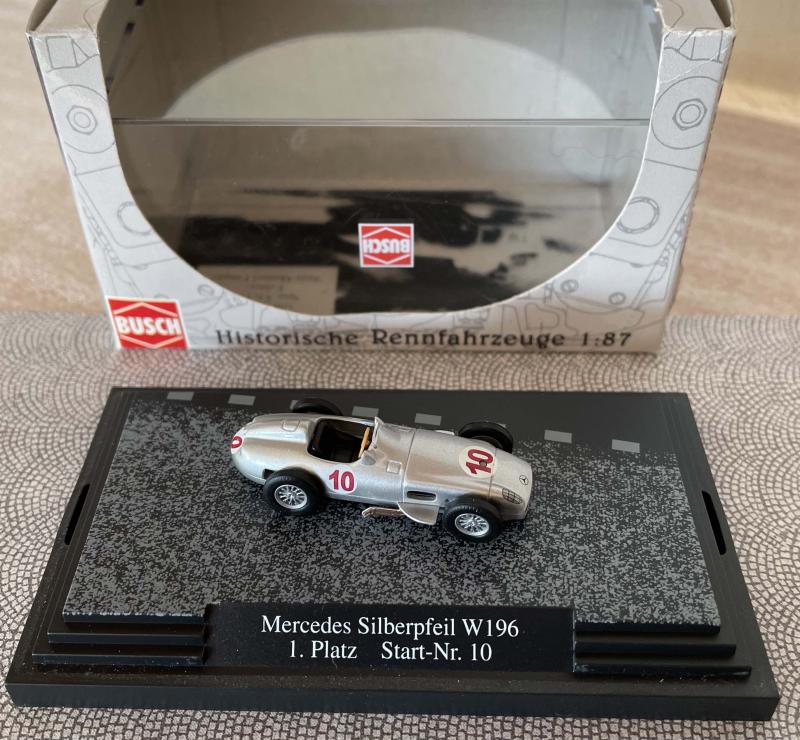 BUSCH
BUSCH
Historische Rennfahrzeuge 1:87
10
10
Mercedes Silberpfeil W196
1. Platz Start-Nr. 10